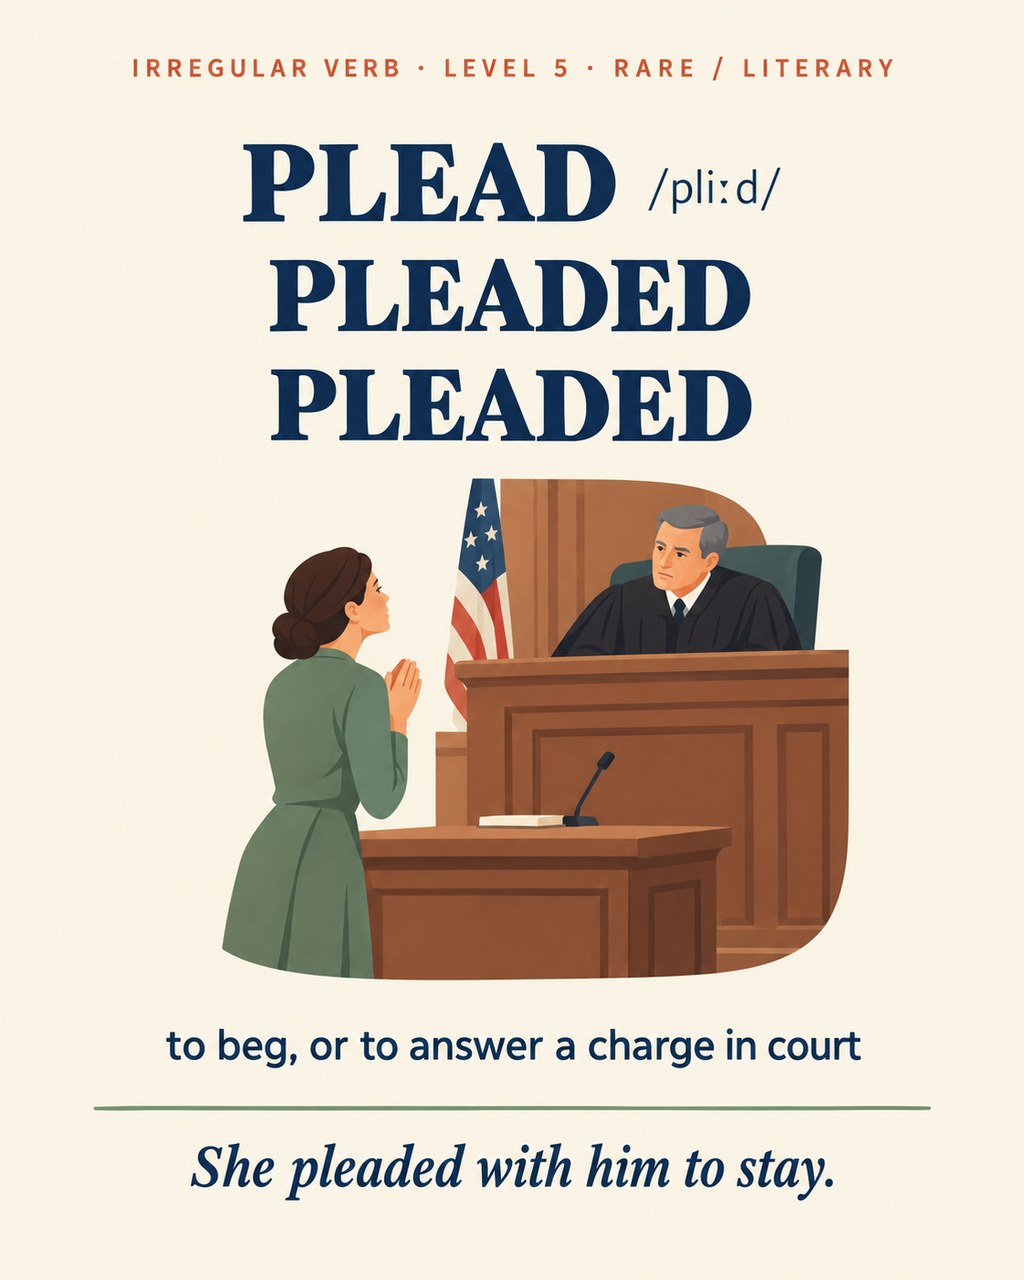 IRREGULAR VERB · LEVEL 5 · RARE / LITERARY
PLEAD /pliːd/
PLEADED
PLEADED
to beg, or to answer a charge in court
She pleaded with him to stay.